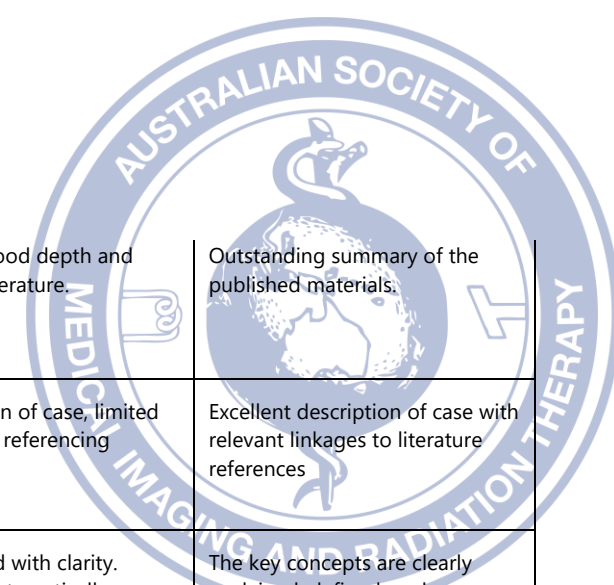 AUSTRALIAN SOCIETY OF
MEDICAL IMAGING AND RADIATION THERAPY
ood depth and
erature.
Outstanding summary of the
published materials.
n of case, limited
referencing
Excellent description of case with
relevant linkages to literature
references
d with clarity.
The key concepts are clearly